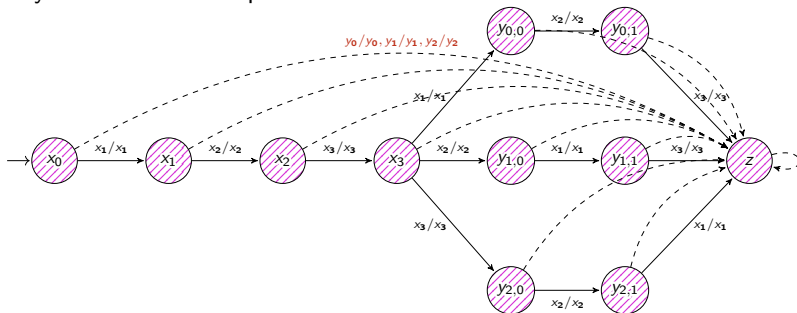 x₂/x₂
y₀,₀
y₀,₁
y₀/y₀, y₁/y₁, y₂/y₂
x₁/x₁
x₃/x₃
x₀
x₁/x₁
x₁
x₂/x₂
x₂
x₃/x₃
x₃
x₂/x₂
y₁,₀
x₁/x₁
y₁,₁
x₃/x₃
z
x₃/x₃
x₁/x₁
y₂,₀
x₂/x₂
y₂,₁